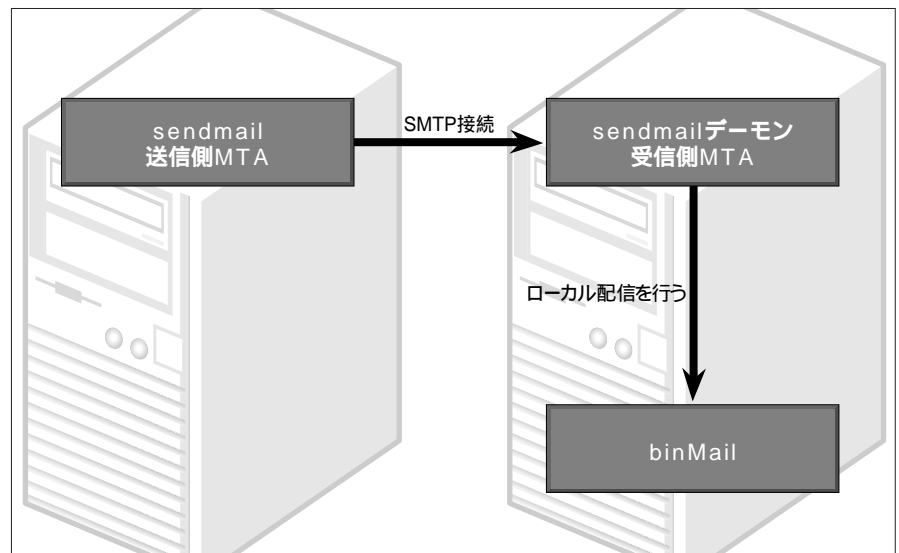 sendmail
送信側MTA
SMTP接続
sendmailデーモン
受信側MTA
ローカル配信を行う
binMail